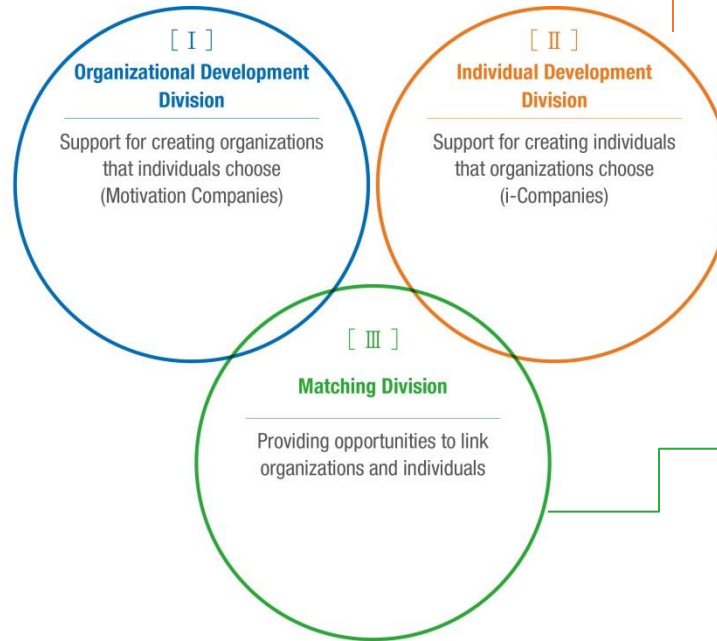 [ Ⅰ ]
Organizational Development
Division
Support for creating organizations
that individuals choose
(Motivation Companies)
[ Ⅱ ]
Individual Development
Division
Support for creating individuals
that organizations choose
(i-Companies)
[ Ⅲ ]
Matching Division
Providing opportunities to link
organizations and individuals